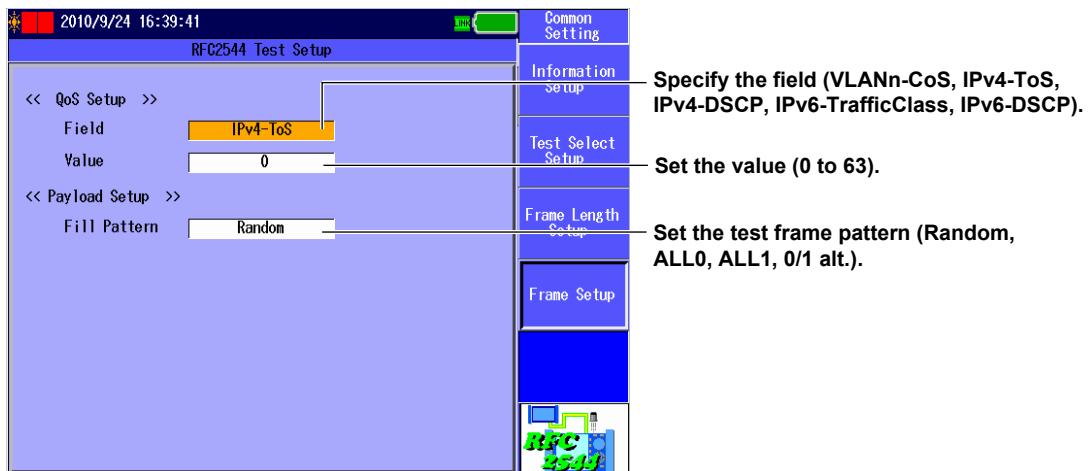 2010/9/24 16:39:41
LINK
Common
Setting
RFC2544 Test Setup
Information
Setup
<< QoS Setup >>
Field IPv4-ToS
Value 0
Test Select
Setup
<< Payload Setup >>
Fill Pattern Random
Frame Length
Setup
Frame Setup
RFC
2544
Specify the field (VLANn-CoS, IPv4-ToS,
IPv4-DSCP, IPv6-TrafficClass, IPv6-DSCP).
Set the value (0 to 63).
Set the test frame pattern (Random,
ALL0, ALL1, 0/1 alt.).